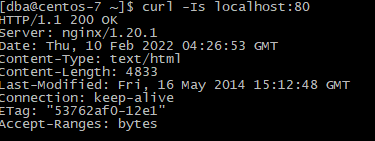 [dba@centos-7 ~]$ curl -Is localhost:80
HTTP/1.1 200 OK
Server: nginx/1.20.1
Date: Thu, 10 Feb 2022 04:26:53 GMT
Content-Type: text/html
Content-Length: 4833
Last-Modified: Fri, 16 May 2014 15:12:48 GMT
Connection: keep-alive
ETag: "53762af0-12e1"
Accept-Ranges: bytes